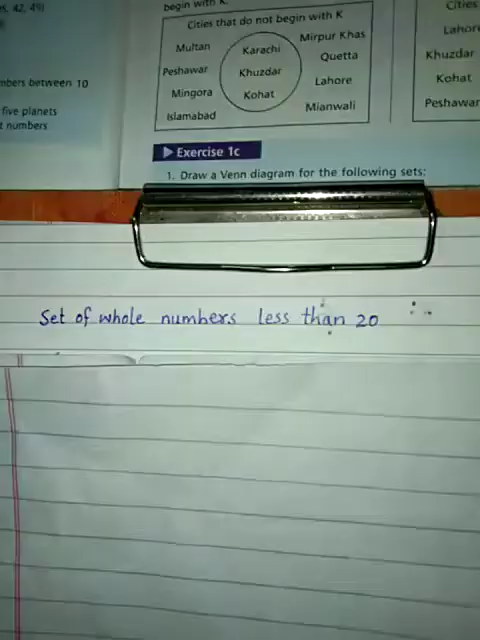 begin with K.
Cities that do not begin with K
Multan
Peshawar
Mingora
Islamabad
Karachi
Khuzdar
Kohat
Mirpur Khas
Quetta
Lahore
Mianwali
Cities
Lahore
Khuzdar
Kohat
Peshawar
42, 49}
between 10
five planets
numbers
Exercise 1c
1. Draw a Venn diagram for the following sets:
Set of whole numbers less than 20